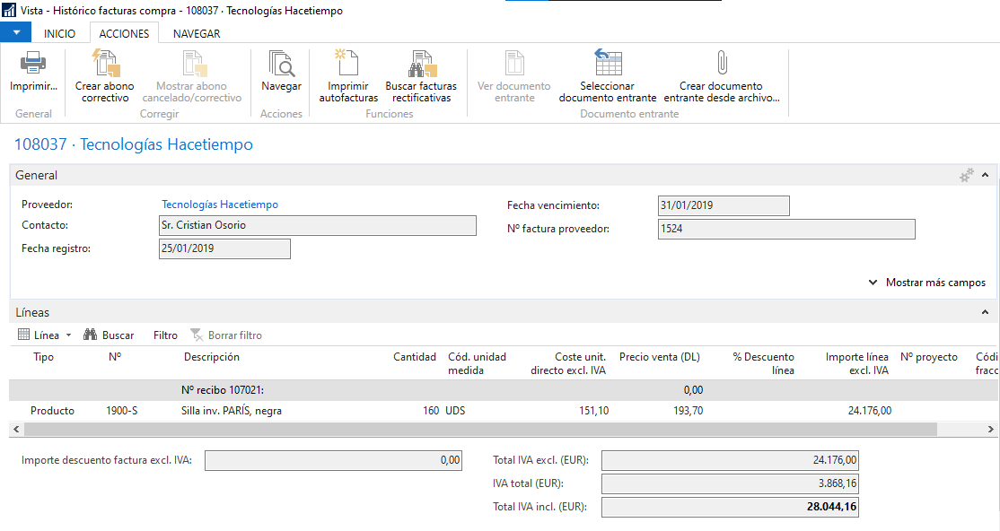 Vista - Histórico facturas compra - 108037 · Tecnologías Hacetiempo
INICIO ACCIONES NAVEGAR
Imprimir... Crear abono correctivo Mostrar abono cancelado/correctivo Navegar Imprimir autofacturas Buscar facturas rectificativas Ver documento entrante Seleccionar documento entrante Crear documento entrante desde archivo...
General Corregir Acciones Funciones Documento entrante
108037 · Tecnologías Hacetiempo
General
Proveedor: Tecnologías Hacetiempo
Contacto: Sr. Cristian Osorio
Fecha registro: 25/01/2019
Fecha vencimiento: 31/01/2019
Nº factura proveedor: 1524
Mostrar más campos
Líneas
Línea Buscar Filtro Borrar filtro
Tipo Nº Descripción Cantidad Cód. unidad medida Coste unit. directo excl. IVA Precio venta (DL) % Descuento línea Importe línea excl. IVA Nº proyecto Códi fracc
Nº recibo 107021: 0,00
Producto 1900-S Silla inv. PARÍS, negra 160 UDS 151,10 193,70 24.176,00
Importe descuento factura excl. IVA: 0,00
Total IVA excl. (EUR): 24.176,00
IVA total (EUR): 3.868,16
Total IVA incl. (EUR): 28.044,16